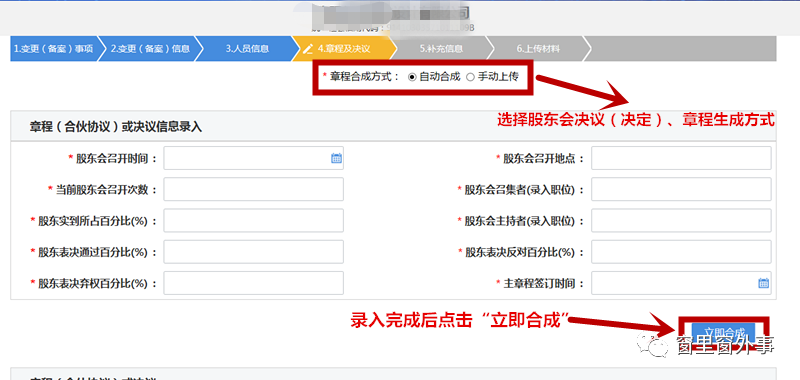 1.变更（备案）事项 2.变更（备案）信息 3.人员信息 4.章程及决议 5.补充信息 6.上传材料
* 章程合成方式： 自动合成 手动上传
选择股东会决议（决定）、章程生成方式
章程（合伙协议）或决议信息录入
* 股东会召开时间： * 股东会召开地点：
* 当前股东会召开次数： * 股东会召集者(录入职位)：
* 股东实到所占百分比(%)： * 股东会主持者(录入职位)：
* 股东表决通过百分比(%)： * 股东表决反对百分比(%)：
* 股东表决弃权百分比(%)： * 主章程签订时间：
录入完成后点击“立即合成”
立即合成
窗里窗外事